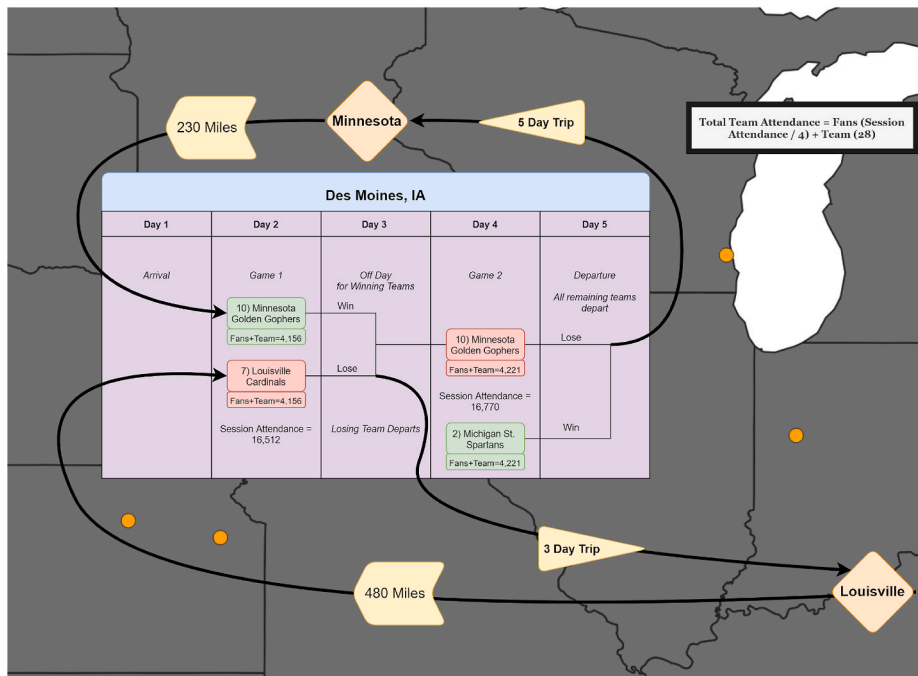 230 Miles
Minnesota
5 Day Trip
Total Team Attendance = Fans (Session
Attendance / 4) + Team (28)
Des Moines, IA
Day 1
Day 2
Day 3
Day 4
Day 5
Arrival
Game 1
Off Day
for Winning Teams
Game 2
Departure
All remaining teams
depart
10) Minnesota
Golden Gophers
Fans+Team=4,156
Win
10) Minnesota
Golden Gophers
Fans+Team=4,221
Lose
7) Louisville
Cardinals
Fans+Team=4,156
Lose
Session Attendance =
16,770
Session Attendance =
16,512
Losing Team Departs
2) Michigan St.
Spartans
Fans+Team=4,221
Win
3 Day Trip
480 Miles
Louisville